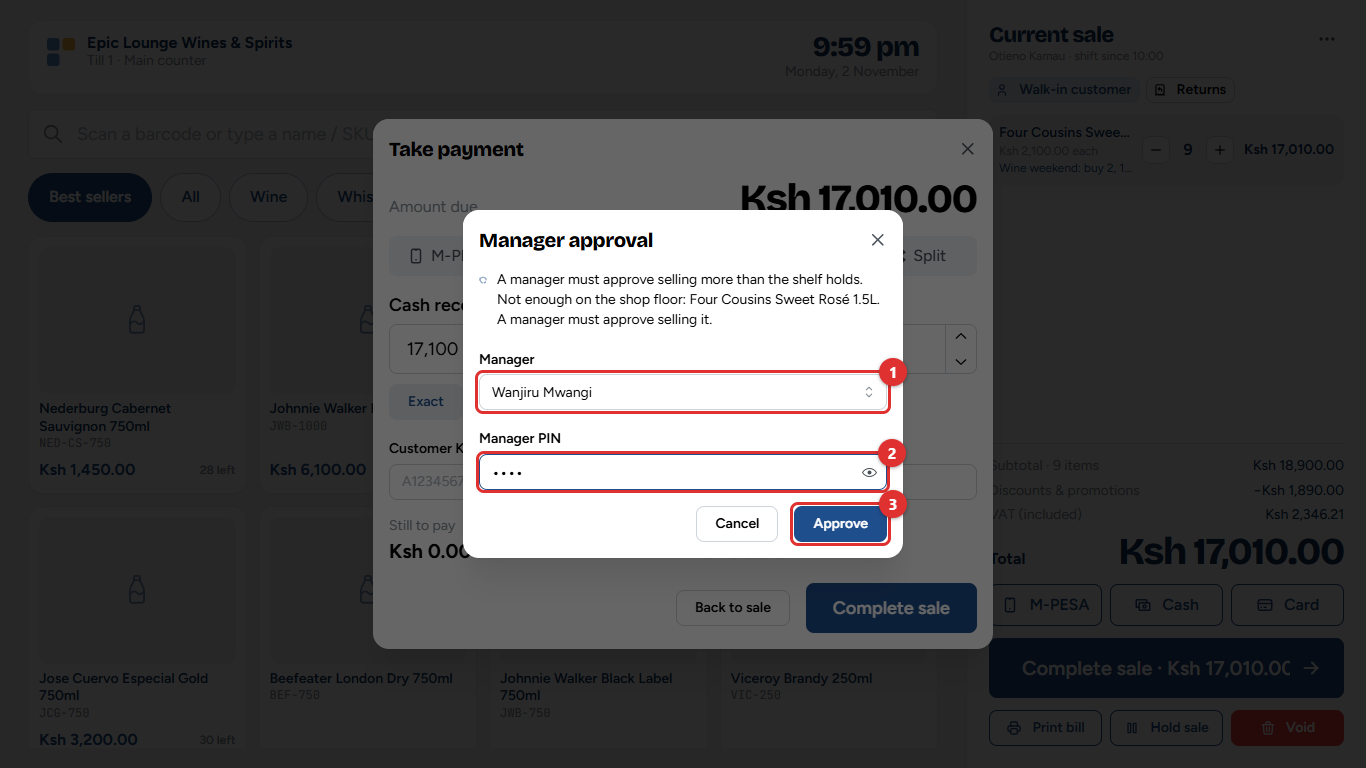 Epic Lounge Wines & Spirits
Till 1 · Main counter
9:59 pm
Monday, 2 November
Scan a barcode or type a name / SKU
Best sellers
All
Wine
Nederburg Cabernet
Sauvignon 750ml
NED-CS-750
Ksh 1,450.00
28 left
Johnnie Walker
JWB-1000
Ksh 6,100.00
Jose Cuervo Especial Gold
750ml
JCG-750
Ksh 3,200.00
30 left
Beefeater London Dry 750ml
BEF-750
Johnnie Walker Black Label
750ml
JWB-750
Viceroy Brandy 250ml
VIC-250
Take payment
Amount due
Ksh 17,010.00
Split
17,100
Exact
Customer
A1234567
Still to pay
Ksh 0.00
Back to sale
Complete sale
Manager approval
A manager must approve selling more than the shelf holds.
Not enough on the shop floor: Four Cousins Sweet Rosé 1.5L.
A manager must approve selling it.
Manager
1
Wanjiru Mwangi
Manager PIN
2
••••
3
Cancel
Approve
Current sale
Otieno Kamau · shift since 10:00
Walk-in customer
Returns
Four Cousins Swee...
Ksh 2,100.00 each
Wine weekend: buy 2, 1...
9
Ksh 17,010.00
Subtotal · 9 items
Ksh 18,900.00
Discounts & promotions
−Ksh 1,890.00
VAT (included)
Ksh 2,346.21
Total
Ksh 17,010.00
M-PESA
Cash
Card
Complete sale · Ksh 17,010.00
Print bill
Hold sale
Void